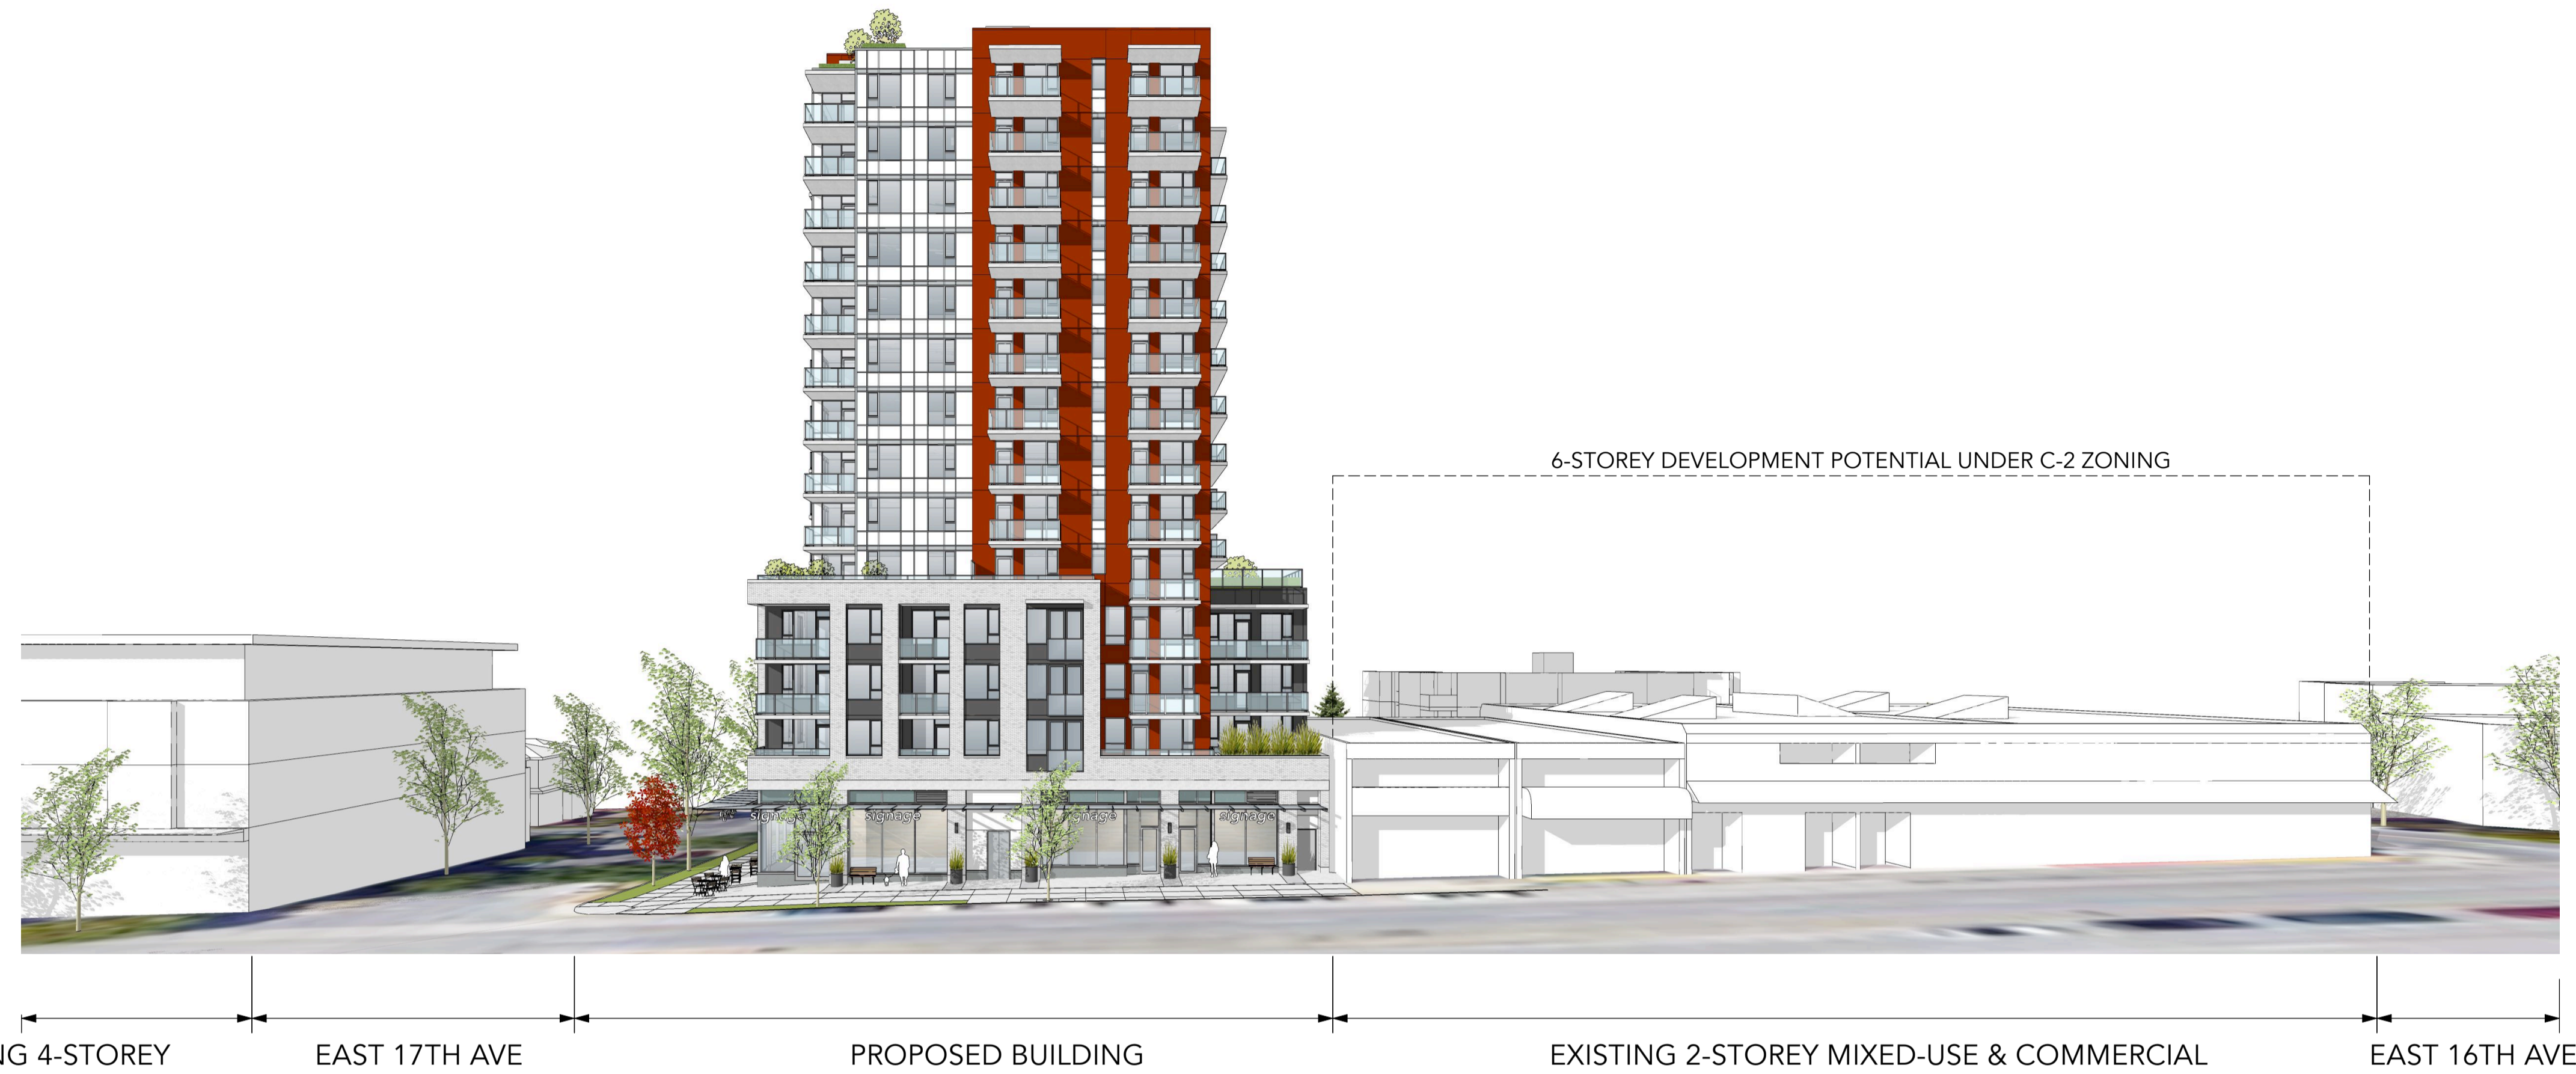 6-STOREY DEVELOPMENT POTENTIAL UNDER C-2 ZONING
signage signage gnage signage
NG 4-STOREY EAST 17TH AVE PROPOSED BUILDING EXISTING 2-STOREY MIXED-USE & COMMERCIAL EAST 16TH AVE